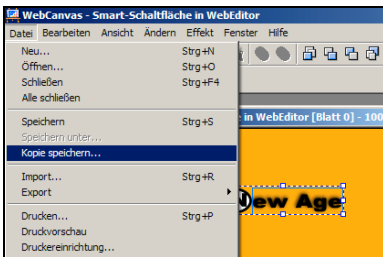 WebCanvas - Smart-Schaltfläche in WebEditor
Datei Bearbeiten Ansicht Ändern Effekt Fenster Hilfe
Neu... Strg+N
Öffnen... Strg+O
Schließen Strg+F4
Alle schließen
Speichern Strg+S
in WebEditor [Blatt 0] - 100
Speichern unter...
Kopie speichern...
Import... Strg+R
Export
New Age
Drucken... Strg+P
Druckvorschau
Druckereinrichtung...